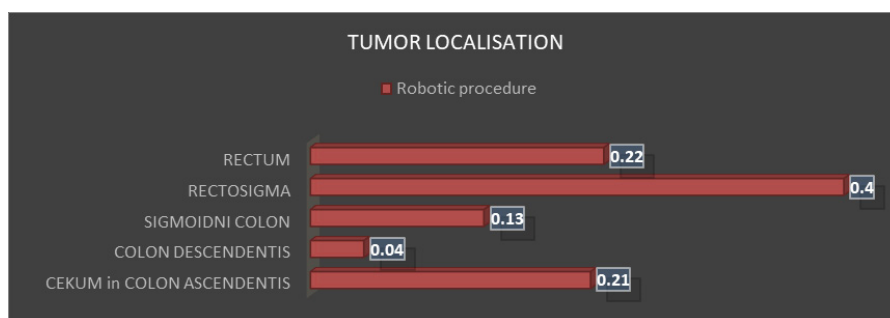 TUMOR LOCALISATION
Robotic procedure
RECTUM 0.22
RECTOSIGMA 0.4
SIGMOIDNI COLON 0.13
COLON DESCENDENTIS 0.04
CEKUM in COLON ASCENDENTIS 0.21